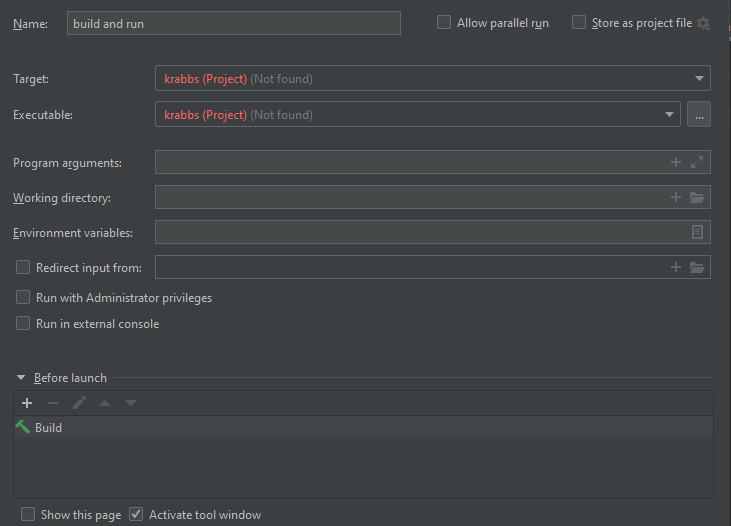 Name: build and run Allow parallel run Store as project file
Target: krabbs (Project) (Not found)
Executable: krabbs (Project) (Not found) ...
Program arguments:
Working directory:
Environment variables:
Redirect input from:
Run with Administrator privileges
Run in external console
Before launch
Build
Show this page Activate tool window